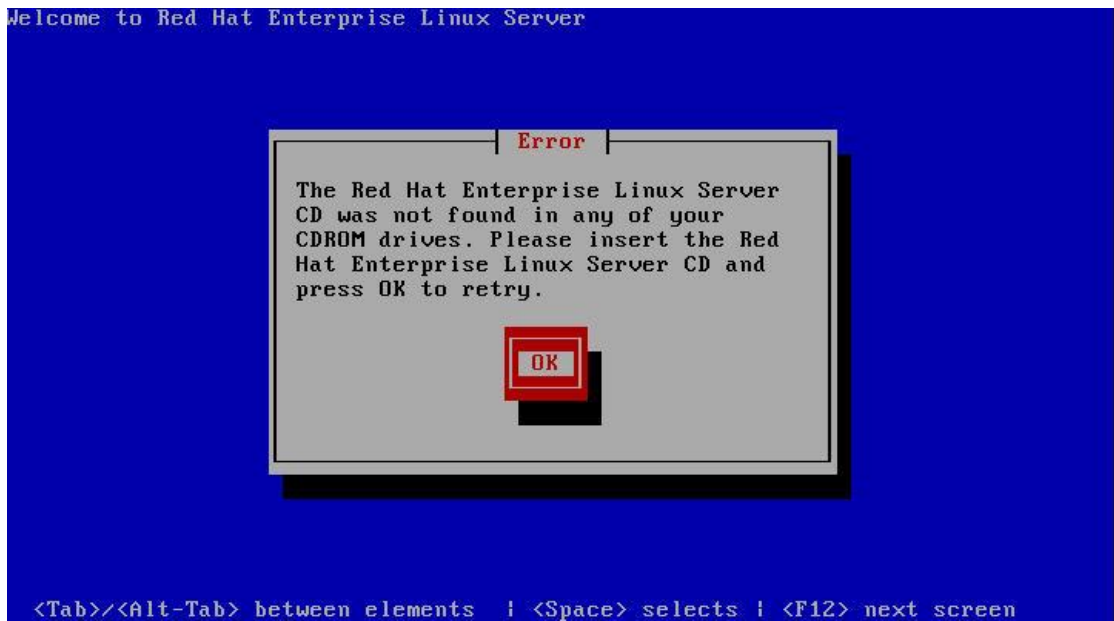 Welcome to Red Hat Enterprise Linux Server
Error
The Red Hat Enterprise Linux Server
CD was not found in any of your
CDROM drives. Please insert the Red
Hat Enterprise Linux Server CD and
press OK to retry.
OK
<Tab>/<Alt-Tab> between elements | <Space> selects | <F12> next screen